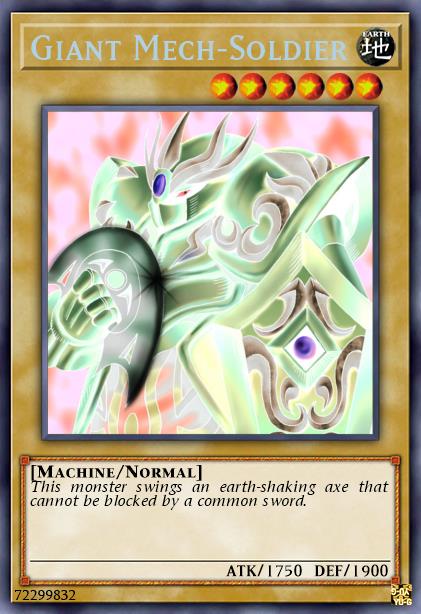 Giant Mech-Soldier
EARTH
地
[Machine/Normal]
This monster swings an earth-shaking axe that
cannot be blocked by a common sword.
ATK/1750 DEF/1900
72299832